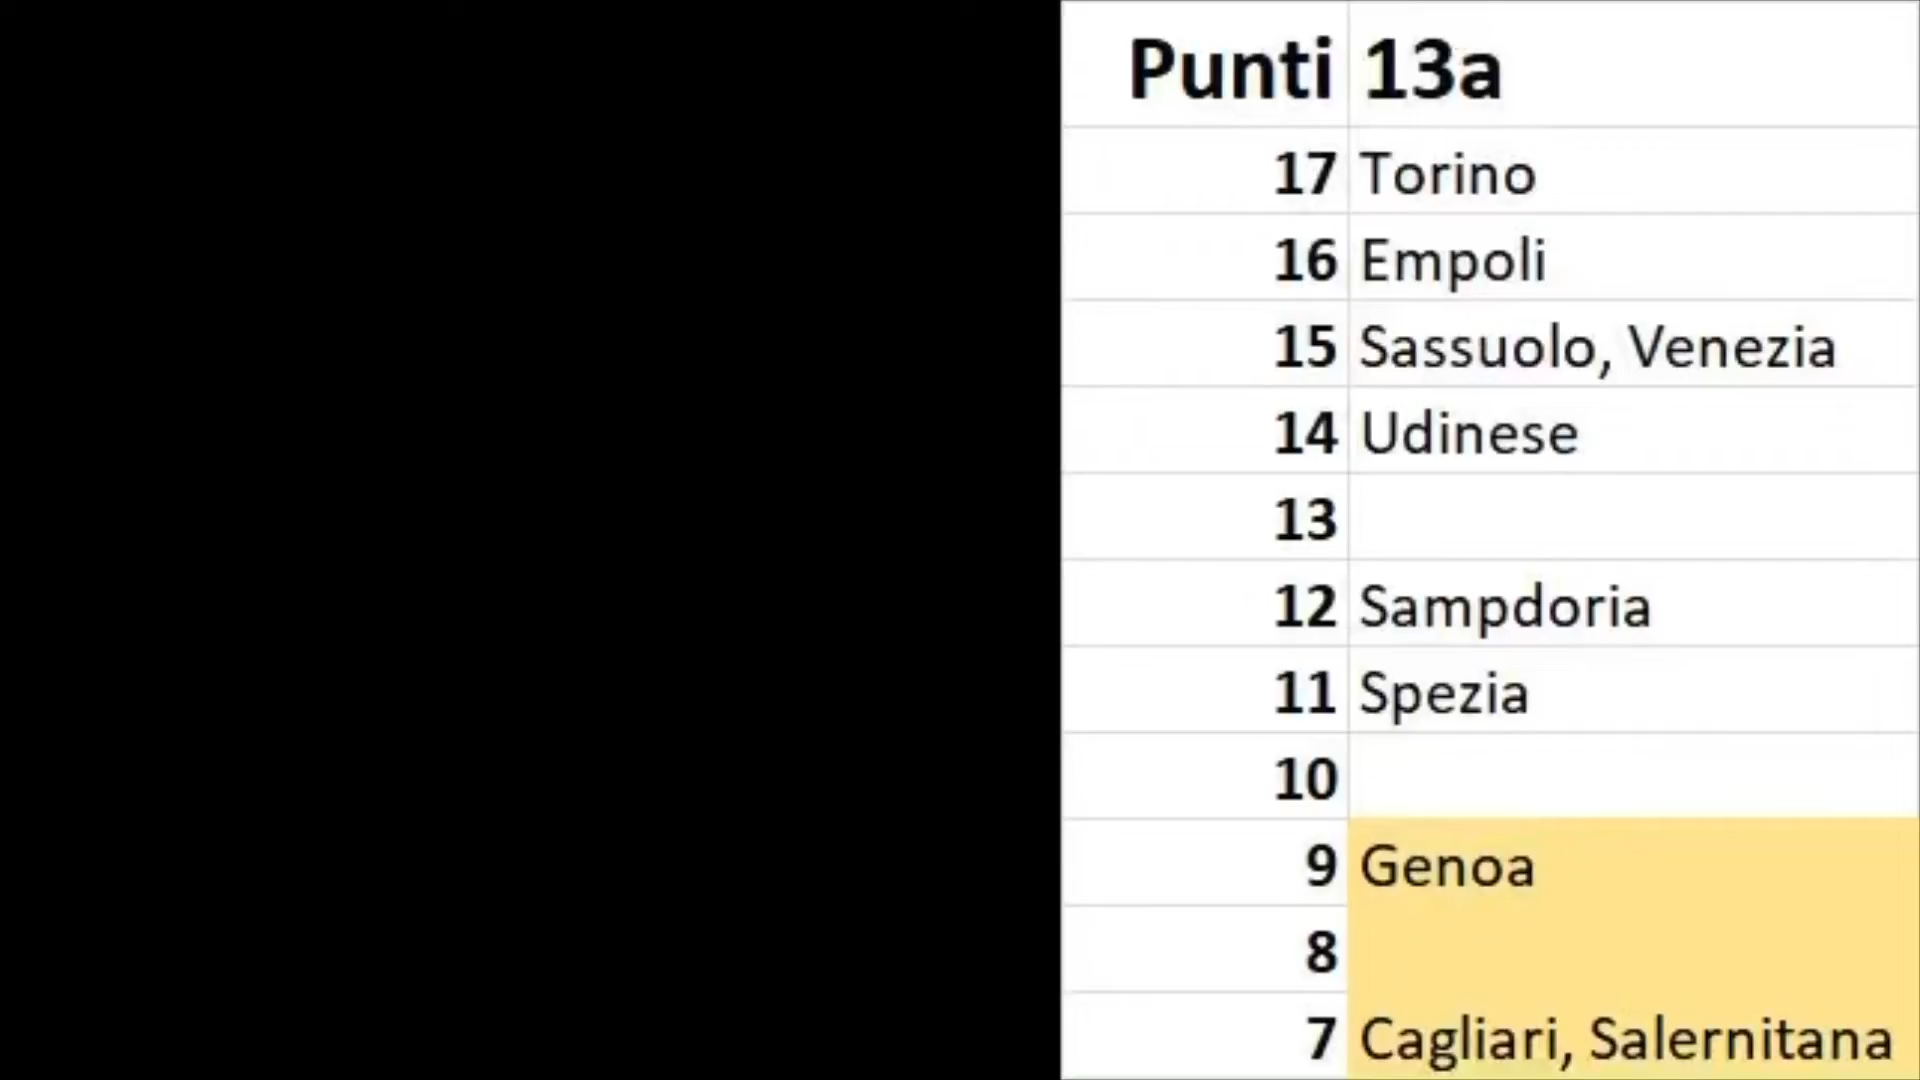 Punti 13a
17 Torino
16 Empoli
15 Sassuolo, Venezia
14 Udinese
13
12 Sampdoria
11 Spezia
10
9 Genoa
8
7 Cagliari, Salernitana